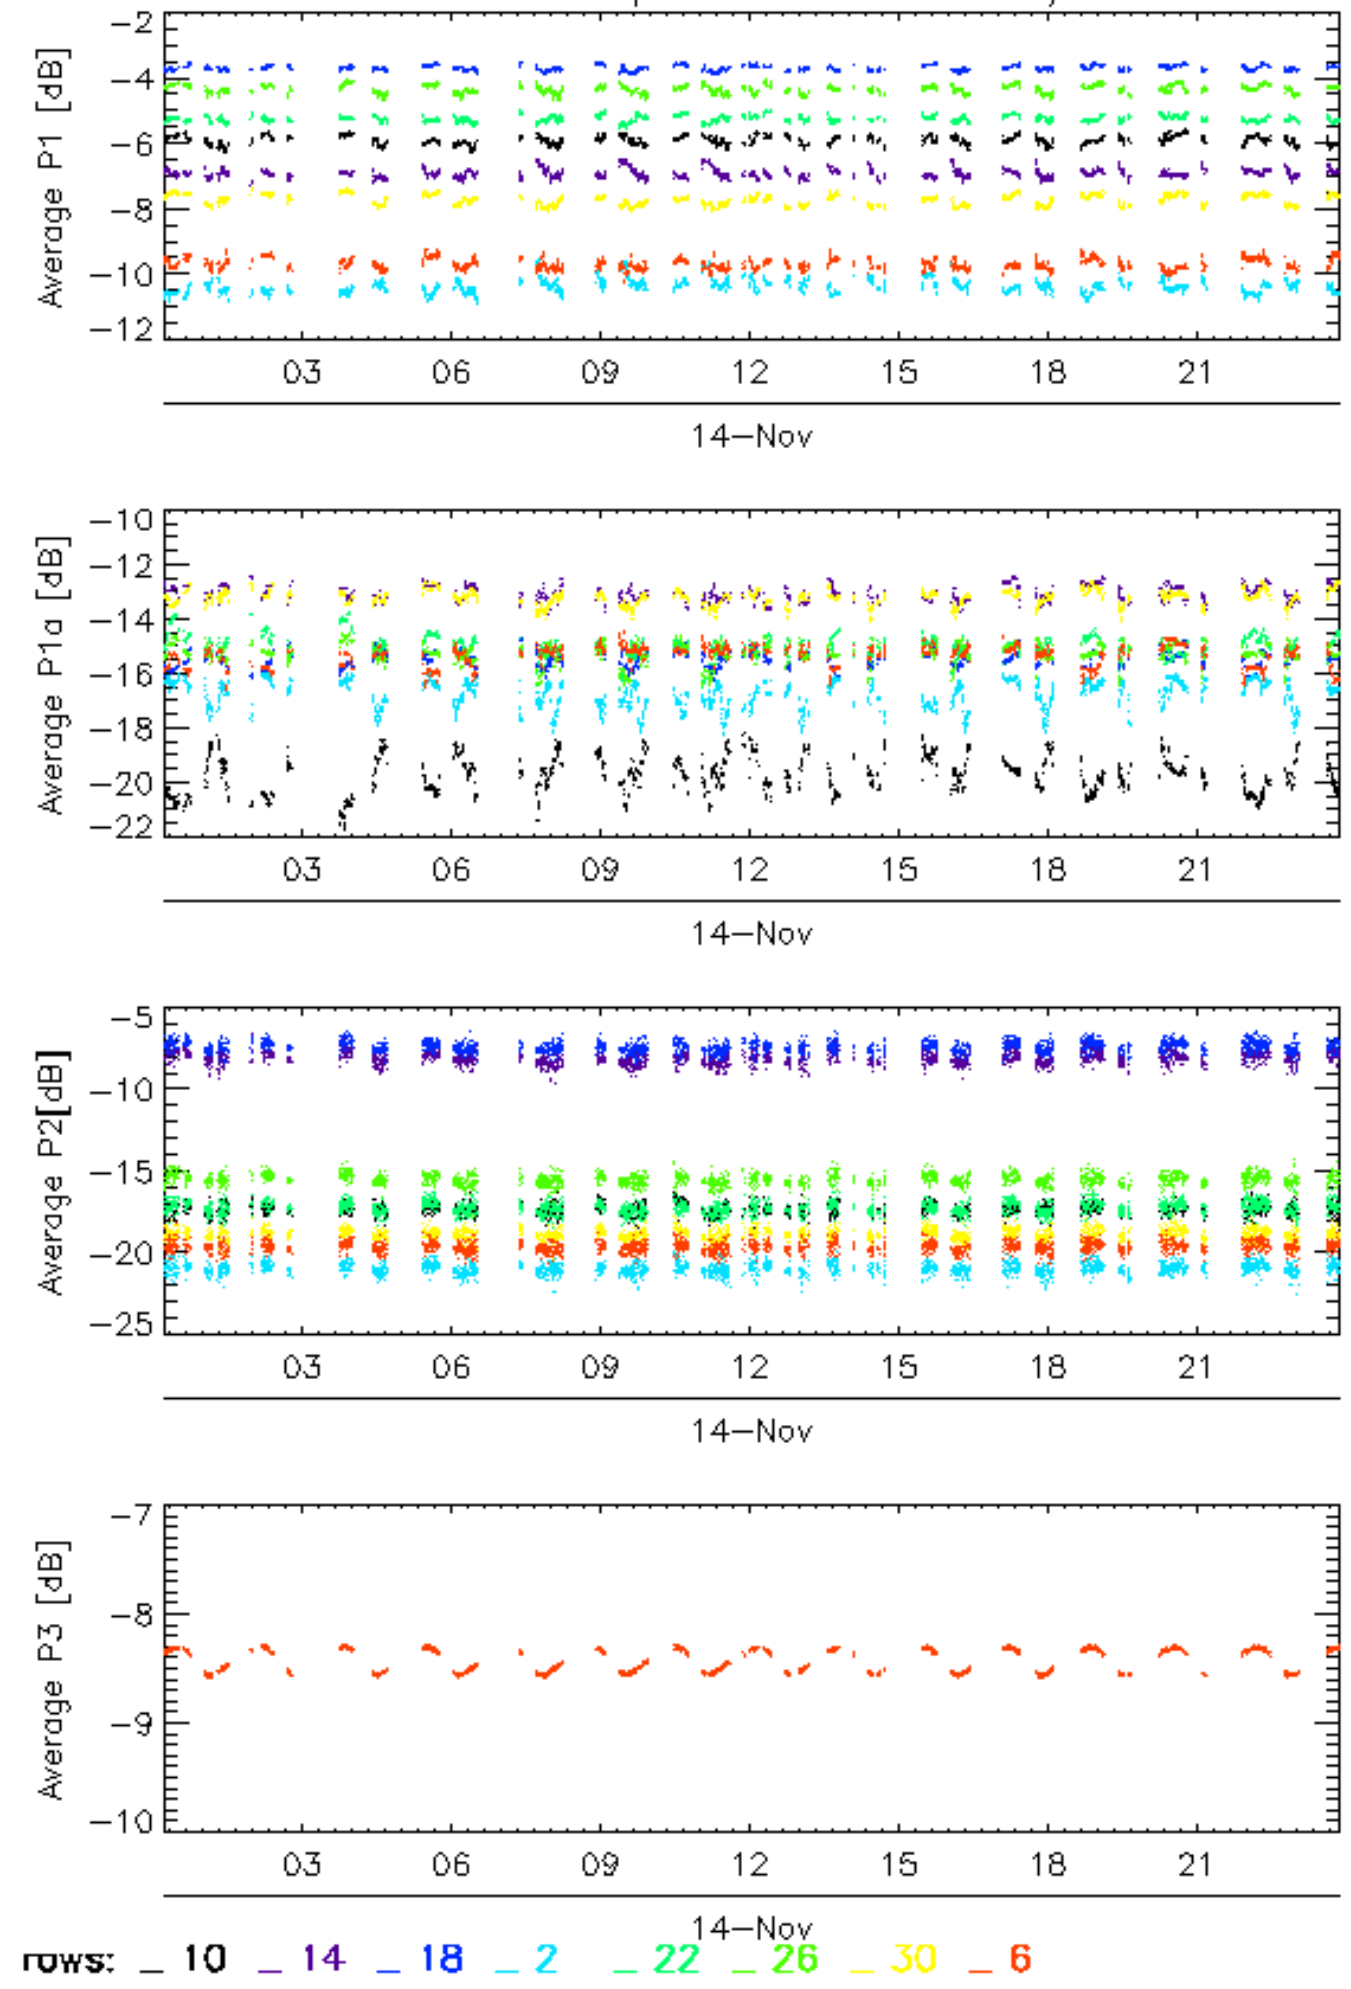 Average P1 [dB]
−2
−4
−6
−8
−10
−12
03 06 09 12 15 18 21
14−Nov
Average P1a [dB]
−10
−12
−14
−16
−18
−20
−22
03 06 09 12 15 18 21
14−Nov
Average P2[dB]
−5
−10
−15
−20
−25
03 06 09 12 15 18 21
14−Nov
Average P3 [dB]
−7
−8
−9
−10
03 06 09 12 15 18 21
14−Nov
rows: _ 10 _ 14 _ 18 _ 2 _ 22 _ 26 _ 30 _ 6